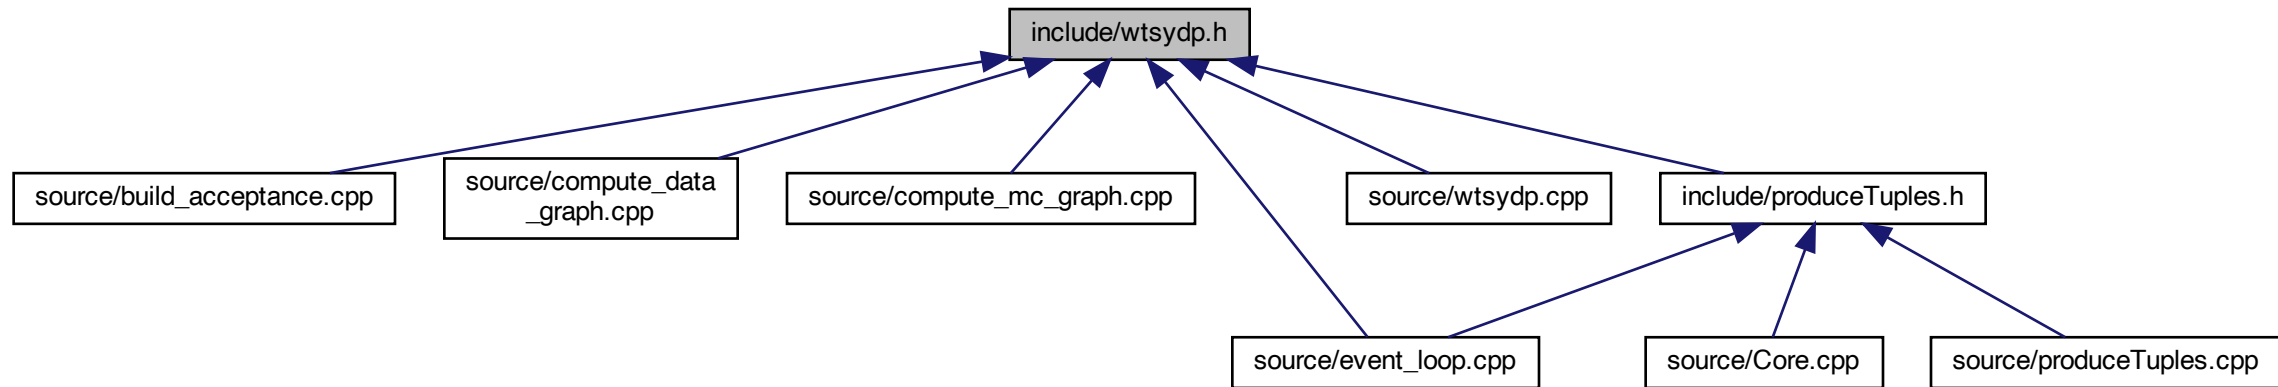 include/wtsydp.h
source/build_acceptance.cpp
source/compute_data
_graph.cpp
source/compute_mc_graph.cpp
source/wtsydp.cpp
include/produceTuples.h
source/event_loop.cpp
source/Core.cpp
source/produceTuples.cpp